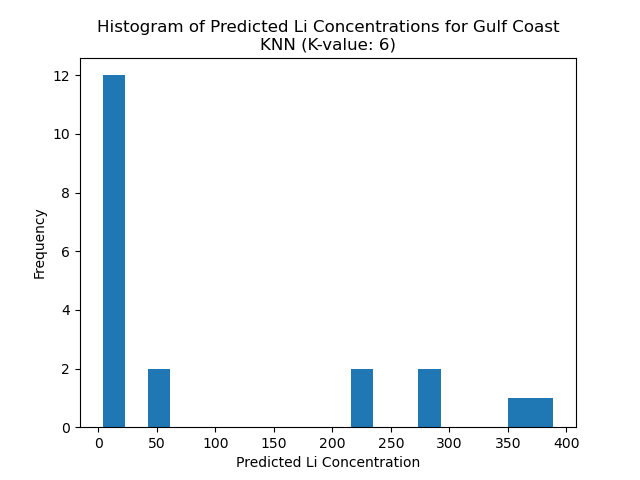 Histogram of Predicted Li Concentrations for Gulf Coast
KNN (K-value: 6)
12
10
8
6
4
2
0
Frequency
0 50 100 150 200 250 300 350 400
Predicted Li Concentration